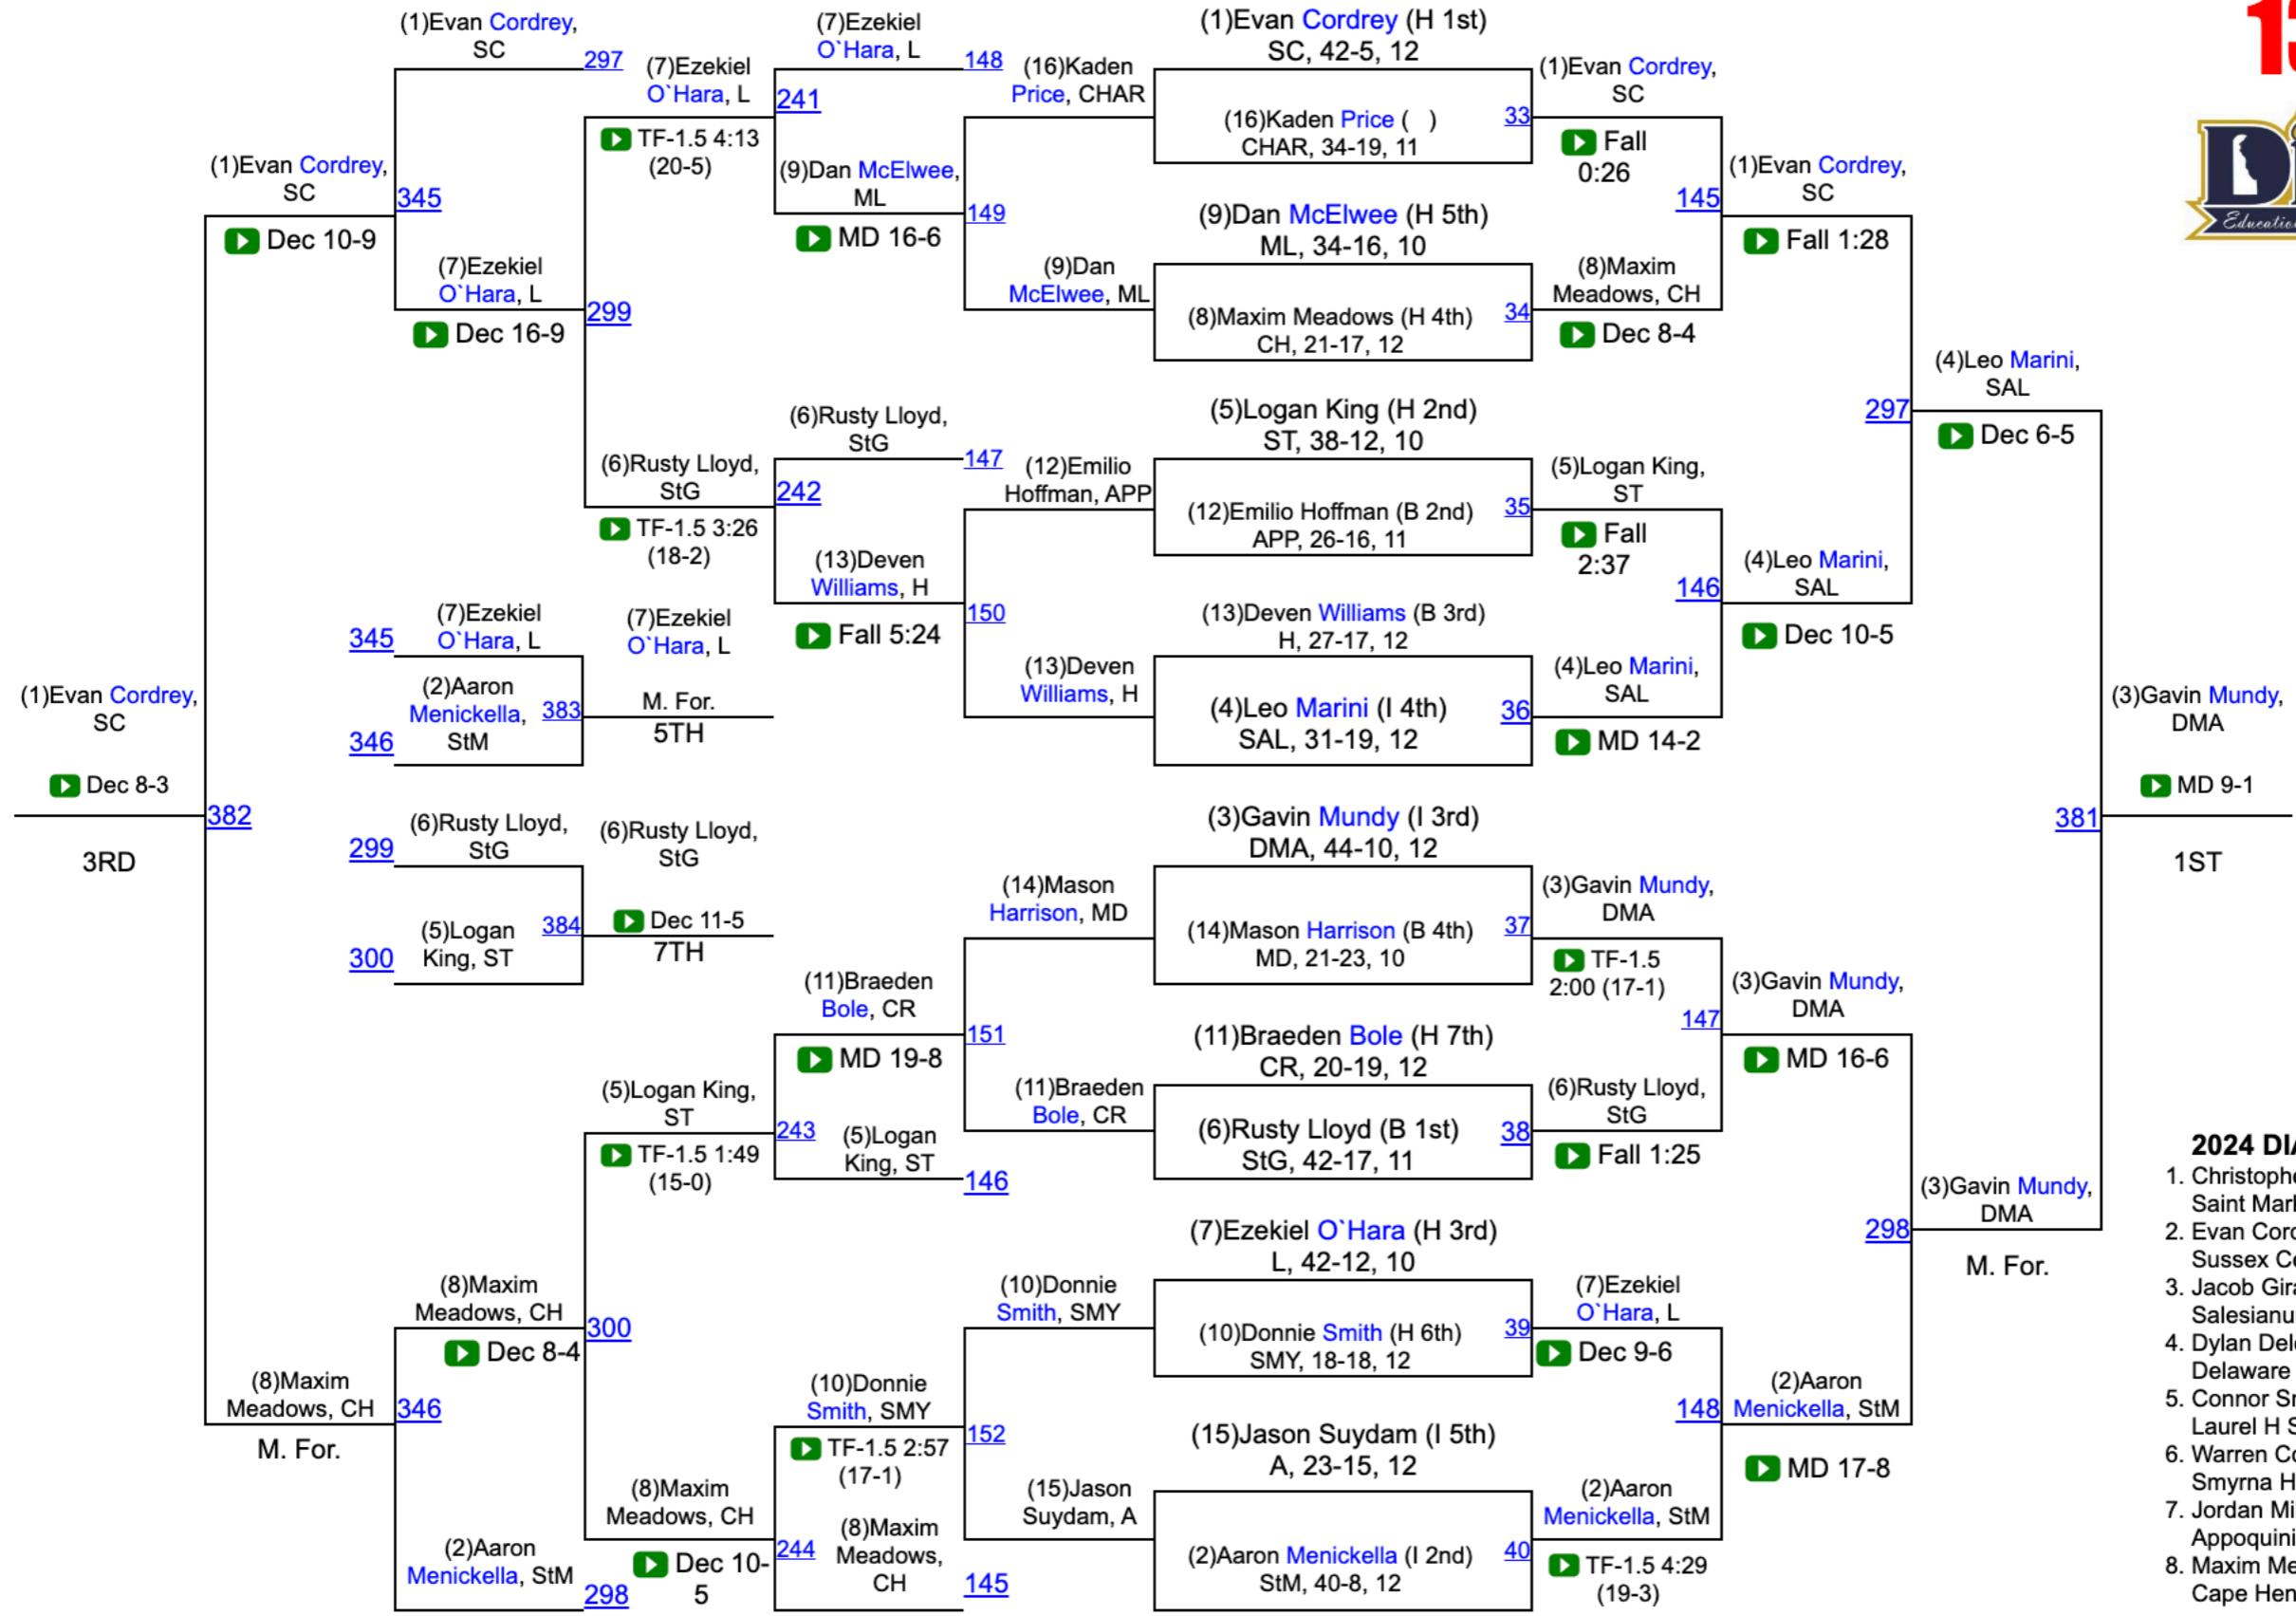 (1)Evan Cordrey,
SC
297
(7)Ezekiel
O`Hara, L
241
TF-1.5 4:13
(20-5)
(7)Ezekiel
O`Hara, L
148
(9)Dan McElwee,
ML
149
MD 16-6
(1)Evan Cordrey,
SC
345
Dec 10-9
(7)Ezekiel
O`Hara, L
299
Dec 16-9
(16)Kaden
Price, CHAR
(9)Dan
McElwee, ML
(1)Evan Cordrey (H 1st)
SC, 42-5, 12
(16)Kaden Price ( )
CHAR, 34-19, 11
33
(9)Dan McElwee (H 5th)
ML, 34-16, 10
(8)Maxim Meadows (H 4th)
CH, 21-17, 12
34
(1)Evan Cordrey,
SC
Fall
0:26
145
(8)Maxim
Meadows, CH
Dec 8-4
(1)Evan Cordrey,
SC
Fall 1:28
297
(4)Leo Marini,
SAL
Dec 6-5
(6)Rusty Lloyd,
StG
242
TF-1.5 3:26
(18-2)
(6)Rusty Lloyd,
StG
147
(13)Deven
Williams, H
150
Fall 5:24
(12)Emilio
Hoffman, APP
(13)Deven
Williams, H
(5)Logan King (H 2nd)
ST, 38-12, 10
(12)Emilio Hoffman (B 2nd)
APP, 26-16, 11
35
(13)Deven Williams (B 3rd)
H, 27-17, 12
(4)Leo Marini (I 4th)
SAL, 31-19, 12
36
(5)Logan King,
ST
Fall
2:37
146
(4)Leo Marini,
SAL
MD 14-2
(4)Leo Marini,
SAL
Dec 10-5
345
(7)Ezekiel
O`Hara, L
(2)Aaron
Menickella,
StM
346
383
(7)Ezekiel
O`Hara, L
M. For.
5TH
(1)Evan Cordrey,
SC
Dec 8-3
382
3RD
299
(6)Rusty Lloyd,
StG
(5)Logan
King, ST
300
384
(6)Rusty Lloyd,
StG
Dec 11-5
7TH
(3)Gavin Mundy,
DMA
MD 9-1
381
1ST
(11)Braeden
Bole, CR
151
MD 19-8
(5)Logan King,
ST
243
TF-1.5 1:49
(15-0)
(5)Logan
King, ST
146
(14)Mason
Harrison, MD
(11)Braeden
Bole, CR
(3)Gavin Mundy (I 3rd)
DMA, 44-10, 12
(14)Mason Harrison (B 4th)
MD, 21-23, 10
37
(11)Braeden Bole (H 7th)
CR, 20-19, 12
(6)Rusty Lloyd (B 1st)
StG, 42-17, 11
38
(3)Gavin Mundy,
DMA
TF-1.5
2:00 (17-1)
147
(6)Rusty Lloyd,
StG
Fall 1:25
(3)Gavin Mundy,
DMA
MD 16-6
298
(3)Gavin Mundy,
DMA
M. For.
(8)Maxim
Meadows, CH
300
Dec 8-4
(8)Maxim
Meadows, CH
346
M. For.
(2)Aaron
Menickella, StM
298
(8)Maxim
Meadows, CH
244
Dec 10-
5
(10)Donnie
Smith, SMY
152
TF-1.5 2:57
(17-1)
(8)Maxim
Meadows,
CH
145
(10)Donnie
Smith, SMY
(15)Jason
Suydam, A
(7)Ezekiel O`Hara (H 3rd)
L, 42-12, 10
(10)Donnie Smith (H 6th)
SMY, 18-18, 12
39
(15)Jason Suydam (I 5th)
A, 23-15, 12
(2)Aaron Menickella (I 2nd)
StM, 40-8, 12
40
(7)Ezekiel
O`Hara, L
Dec 9-6
148
(2)Aaron
Menickella, StM
TF-1.5 4:29
(19-3)
(2)Aaron
Menickella, StM
MD 17-8
D
Educatio
2024 DIA
1. Christophe
Saint Mar
2. Evan Cord
Sussex Ce
3. Jacob Gira
Salesianu
4. Dylan Dele
Delaware
5. Connor Sm
Laurel H S
6. Warren Co
Smyrna H
7. Jordan Mi
Appoquini
8. Maxim Me
Cape Hen